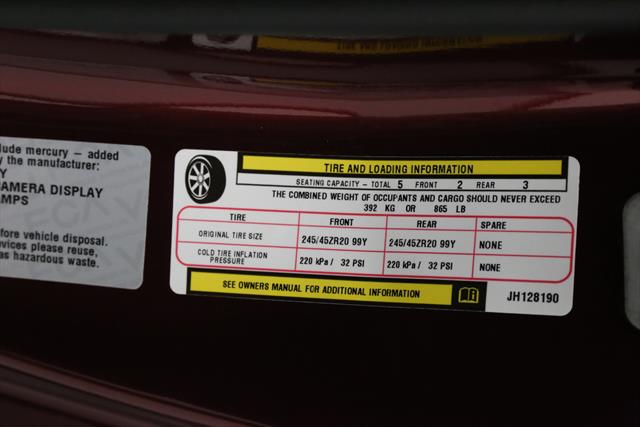 lude mercury – added
y the manufacturer:
Y
CAMERA DISPLAY
MPS
efore vehicle disposal.
vices please reuse,
as hazardous waste.
TIRE AND LOADING INFORMATION
SEATING CAPACITY – TOTAL 5 FRONT 2 REAR 3
THE COMBINED WEIGHT OF OCCUPANTS AND CARGO SHOULD NEVER EXCEED
392 KG OR 865 LB
TIRE FRONT REAR SPARE
ORIGINAL TIRE SIZE 245/45ZR20 99Y 245/45ZR20 99Y NONE
COLD TIRE INFLATION PRESSURE 220 kPa / 32 PSI 220 kPa / 32 PSI NONE
SEE OWNERS MANUAL FOR ADDITIONAL INFORMATION
JH128190